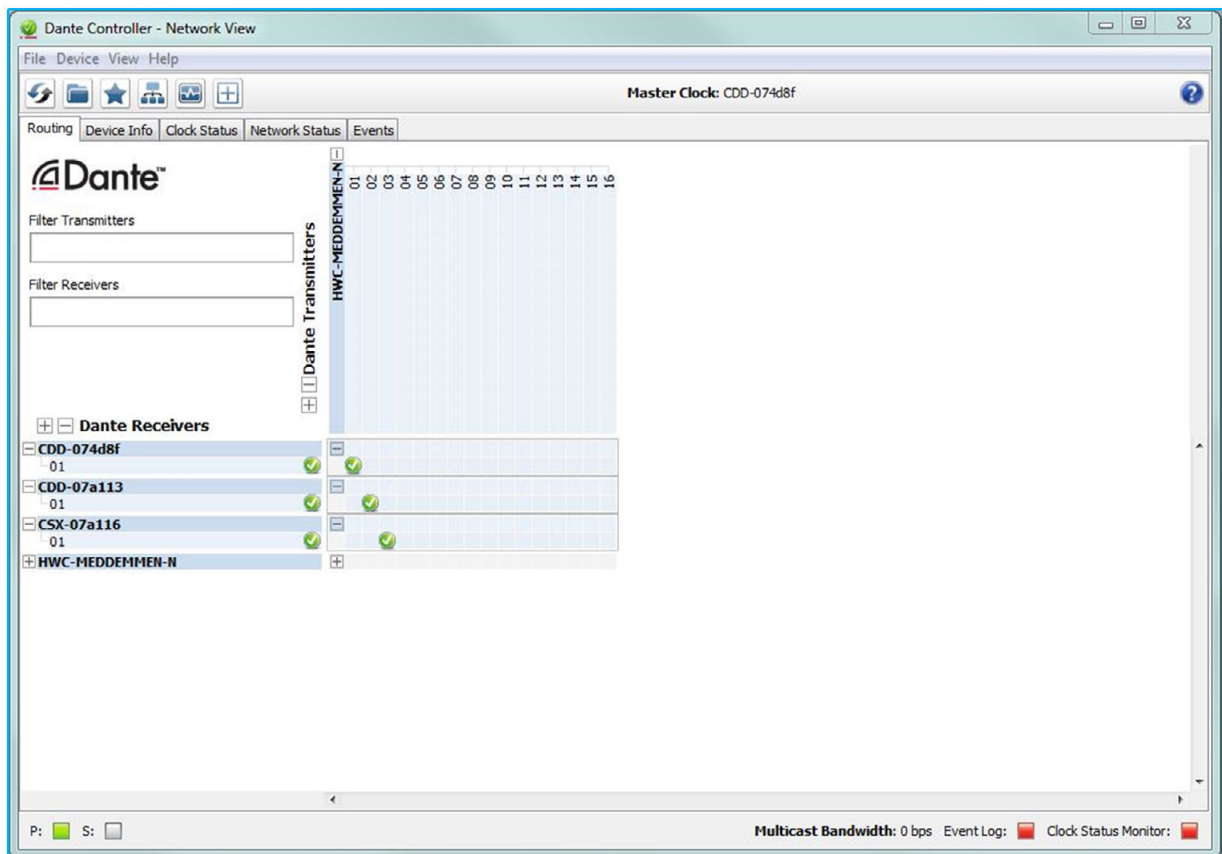 Dante Controller - Network View
File Device View Help
Master Clock: CDD-074d8f
Routing Device Info Clock Status Network Status Events
Dante™
Filter Transmitters
Filter Receivers
Dante Transmitters
HWC-MEDDEMMEN-N
01 02 03 04 05 06 07 08 09 10 11 12 13 14 15 16
Dante Receivers
CDD-074d8f
01
CDD-07a113
01
CSX-07a116
01
HWC-MEDDEMMEN-N
P: S: Multicast Bandwidth: 0 bps Event Log: Clock Status Monitor: